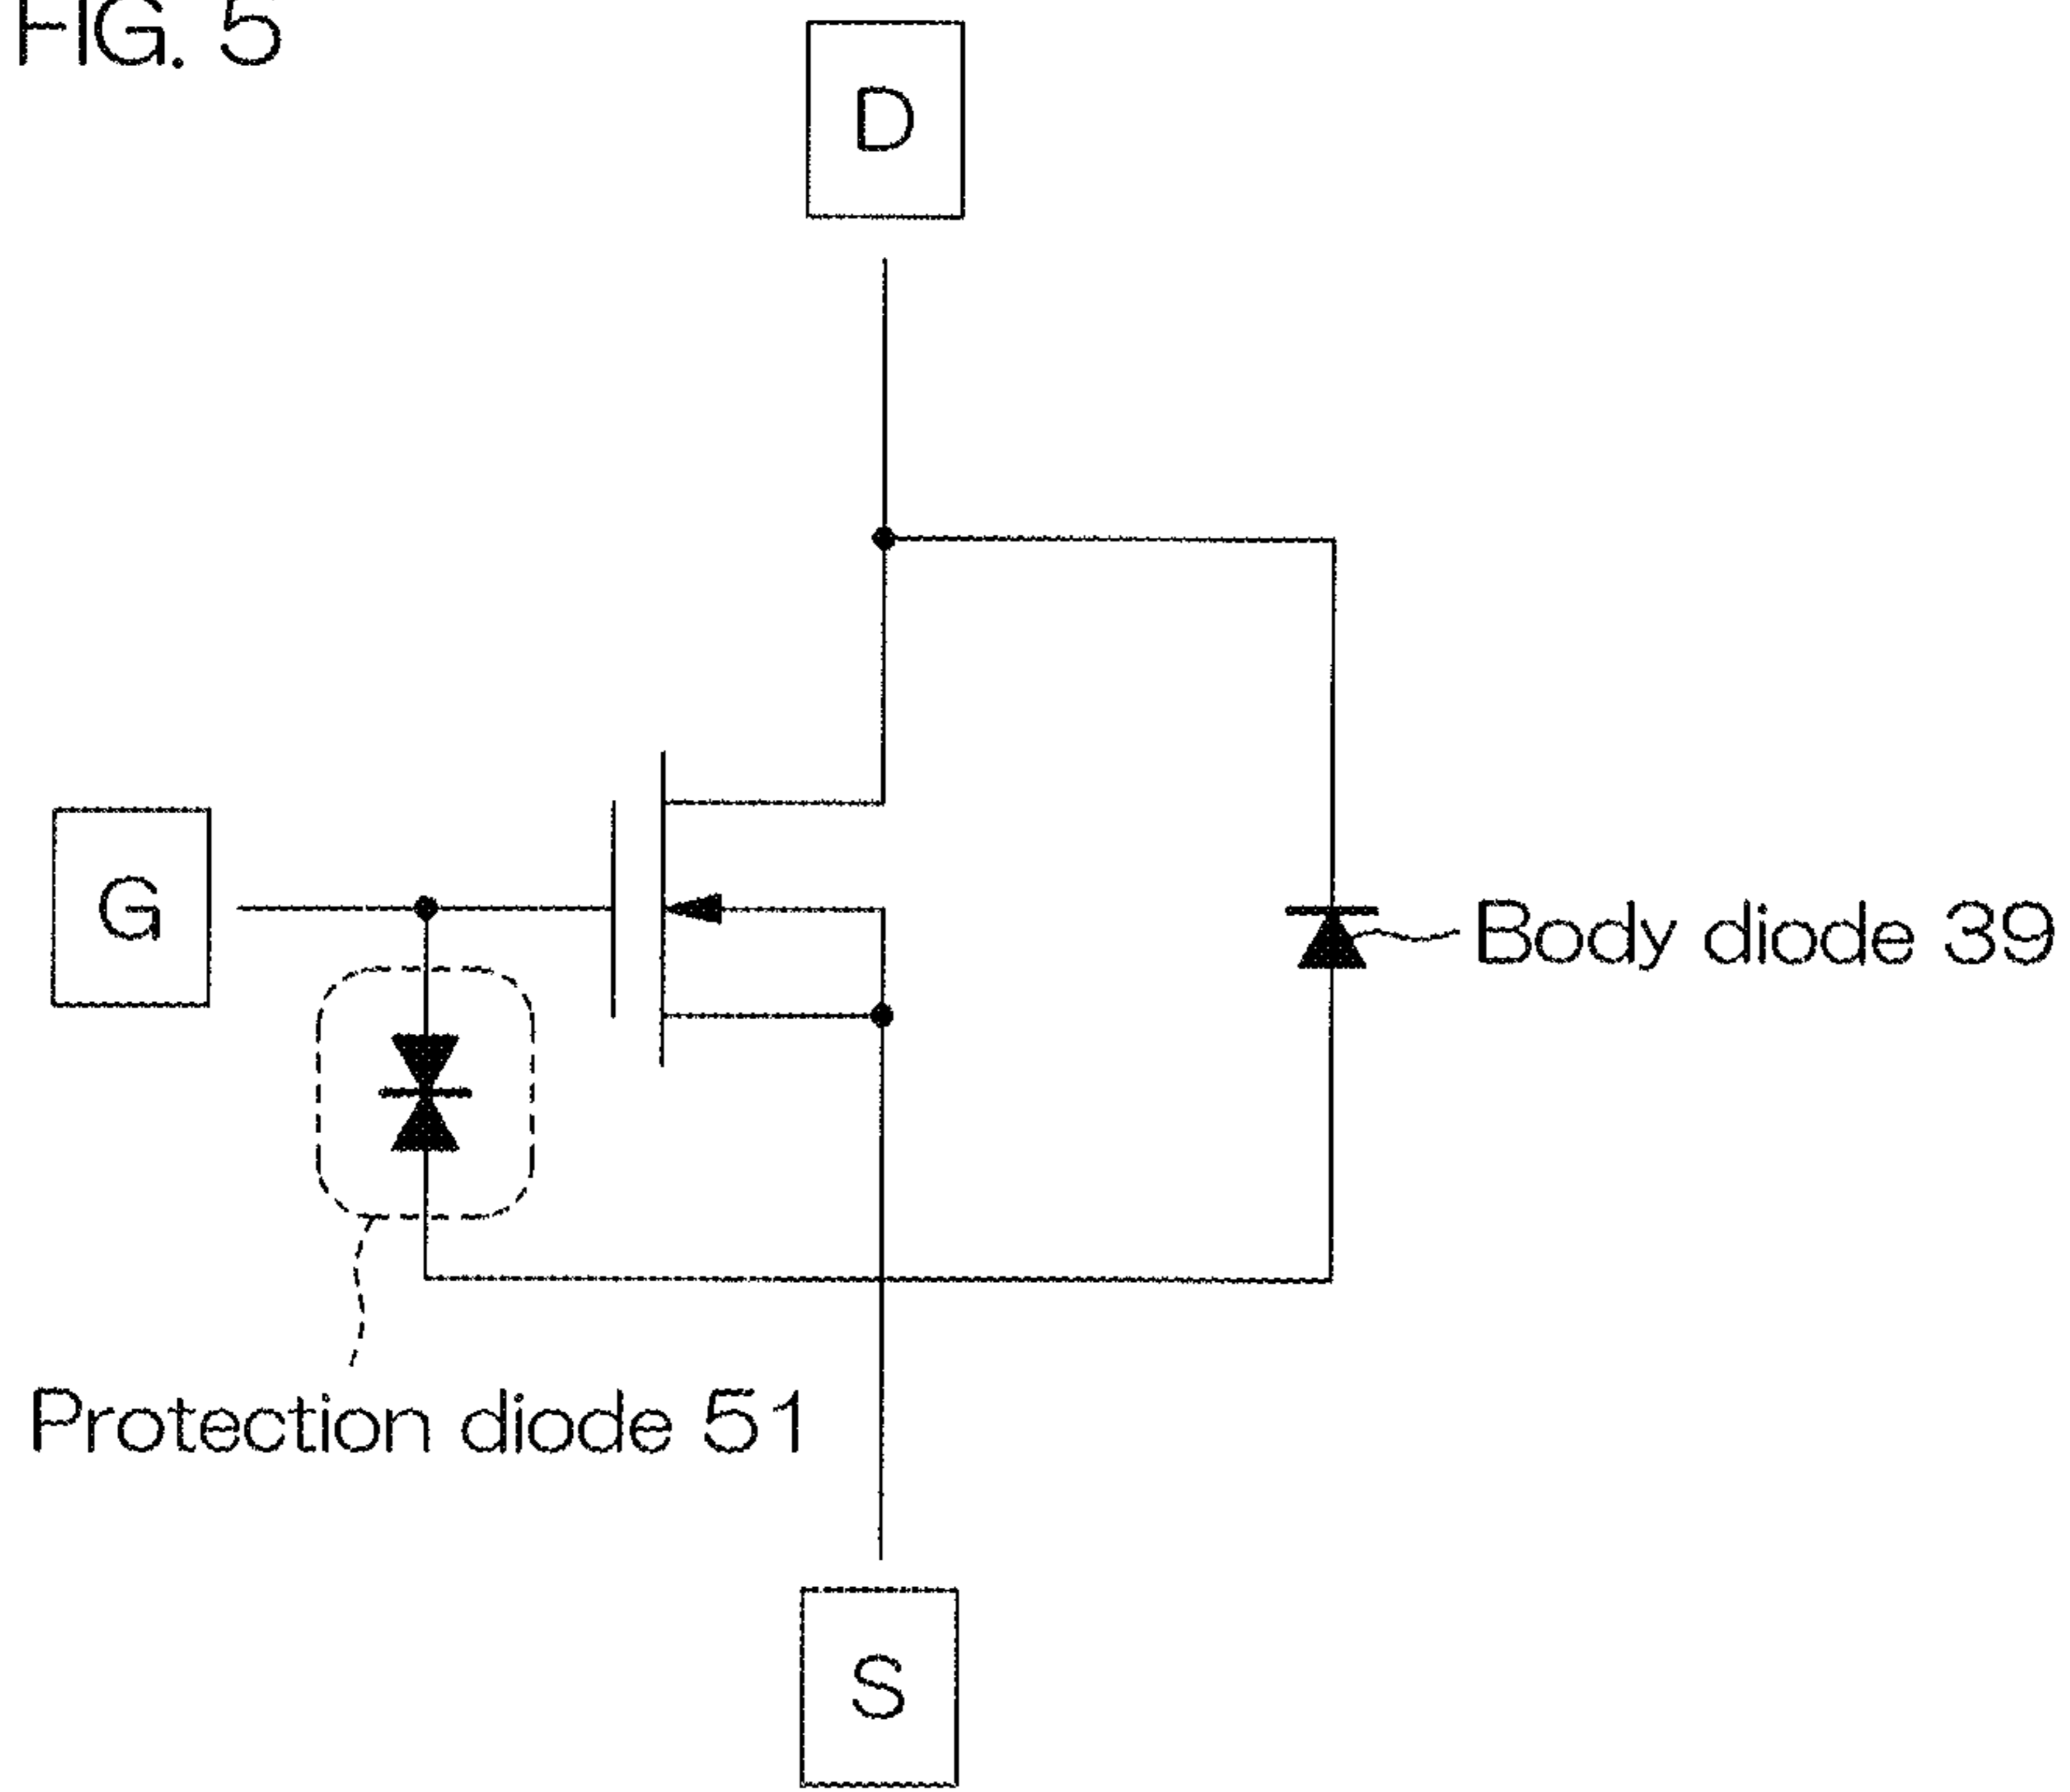 FIG. 5
D
G
Body diode 39
Protection diode 51
S